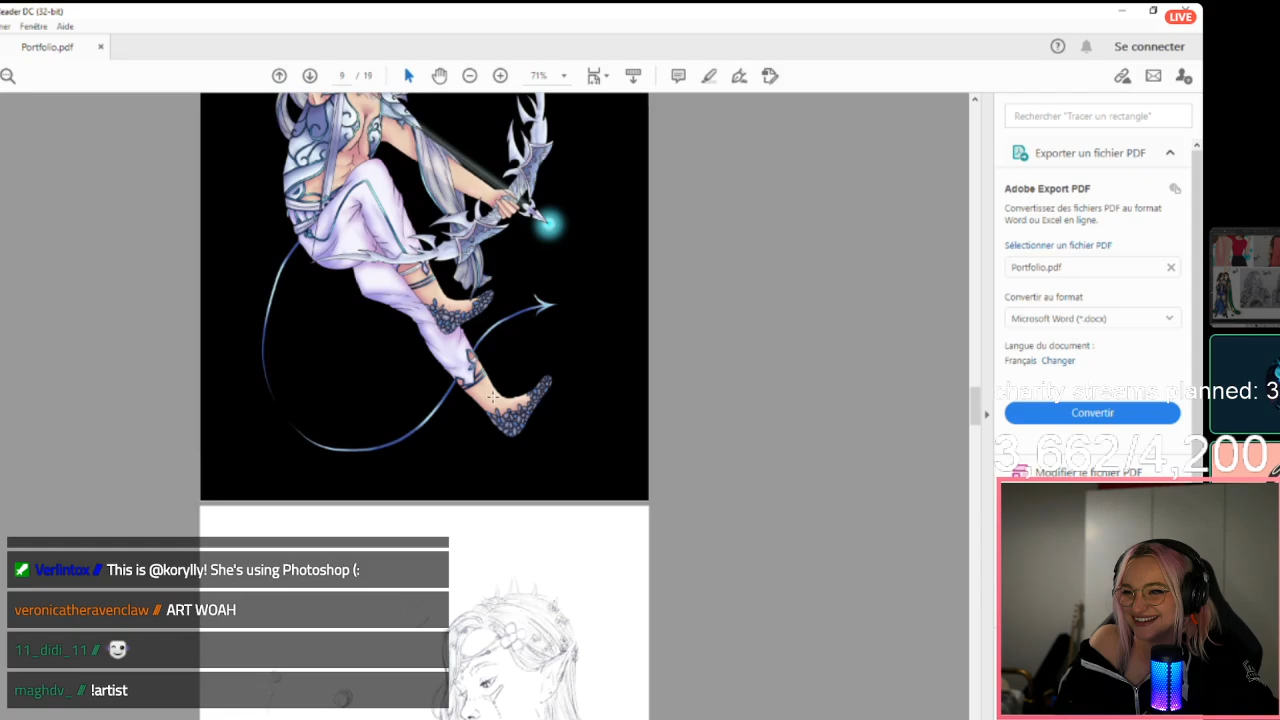 eader DC (32-bit)
LIVE
ner Fenêtre Aide
Portfolio.pdf
Se connecter
9 / 19
71%
Rechercher "Tracer un rectangle"
Exporter un fichier PDF
Adobe Export PDF
Convertissez des fichiers PDF au format
Word ou Excel en ligne.
Sélectionner un fichier PDF
Portfolio.pdf
Convertir au format
Microsoft Word (*.docx)
Langue du document :
Français Changer
charity streams planned: 3
Convertir
3,662/4,200
Modifier le fichier PDF
Verlintox // This is @korylly! She's using Photoshop (:
veronicatheravenclaw // ART WOAH
11_didi_11 //
maghdv_ // !artist